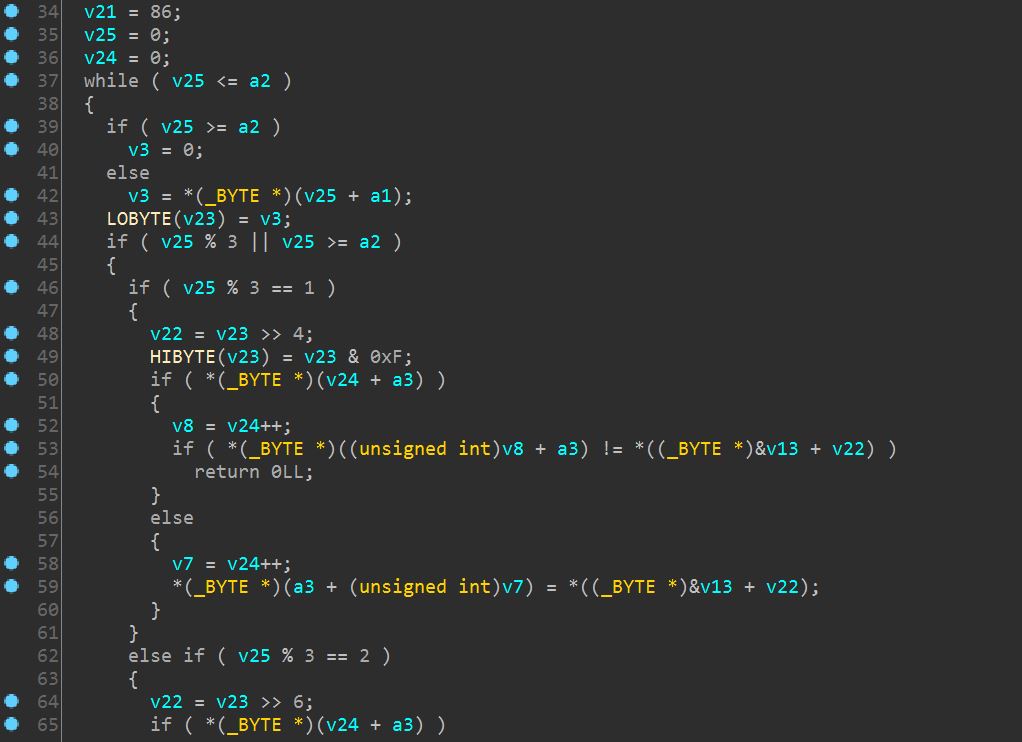 34 v21 = 86;
35 v25 = 0;
36 v24 = 0;
37 while ( v25 <= a2 )
38 {
39 if ( v25 >= a2 )
40 v3 = 0;
41 else
42 v3 = *(_BYTE *)(v25 + a1);
43 LOBYTE(v23) = v3;
44 if ( v25 % 3 || v25 >= a2 )
45 {
46 if ( v25 % 3 == 1 )
47 {
48 v22 = v23 >> 4;
49 HIBYTE(v23) = v23 & 0xF;
50 if ( *(_BYTE *)(v24 + a3) )
51 {
52 v8 = v24++;
53 if ( *(_BYTE *)((unsigned int)v8 + a3) != *((_BYTE *)&v13 + v22) )
54 return 0LL;
55 }
56 else
57 {
58 v7 = v24++;
59 *(_BYTE *)(a3 + (unsigned int)v7) = *((_BYTE *)&v13 + v22);
60 }
61 }
62 else if ( v25 % 3 == 2 )
63 {
64 v22 = v23 >> 6;
65 if ( *(_BYTE *)(v24 + a3) )